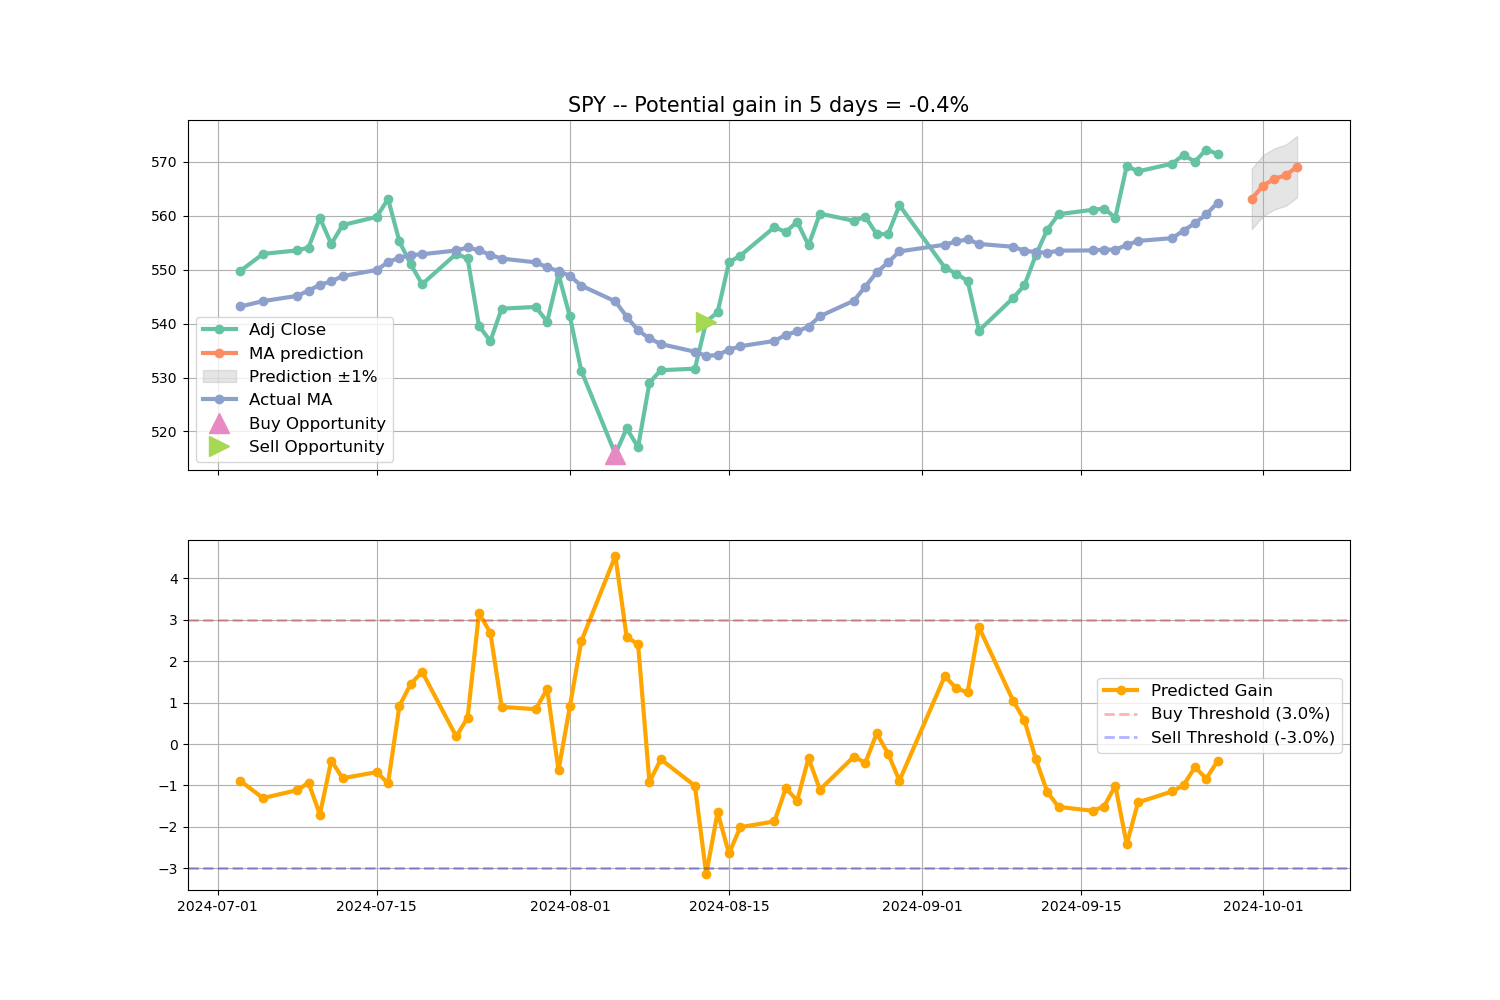 SPY -- Potential gain in 5 days = -0.4%
570
560
550
540
530
520
Adj Close
MA prediction
Prediction ±1%
Actual MA
Buy Opportunity
Sell Opportunity
4
3
2
1
0
−1
−2
−3
Predicted Gain
Buy Threshold (3.0%)
Sell Threshold (-3.0%)
2024-07-01
2024-07-15
2024-08-01
2024-08-15
2024-09-01
2024-09-15
2024-10-01